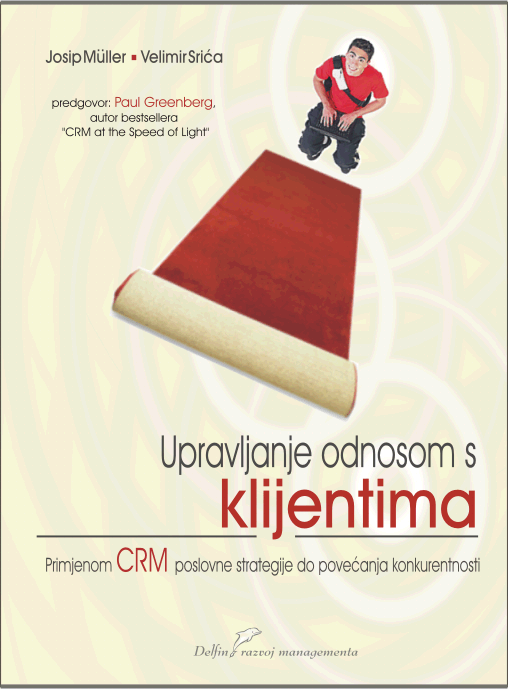 Josip Müller ▪ Velimir Srića
predgovor: Paul Greenberg,
autor bestsellera
"CRM at the Speed of Light"
Upravljanje odnosom s
klijentima
Primjenom CRM poslovne strategije do povećanja konkurentnosti
Delfin razvoj managementa